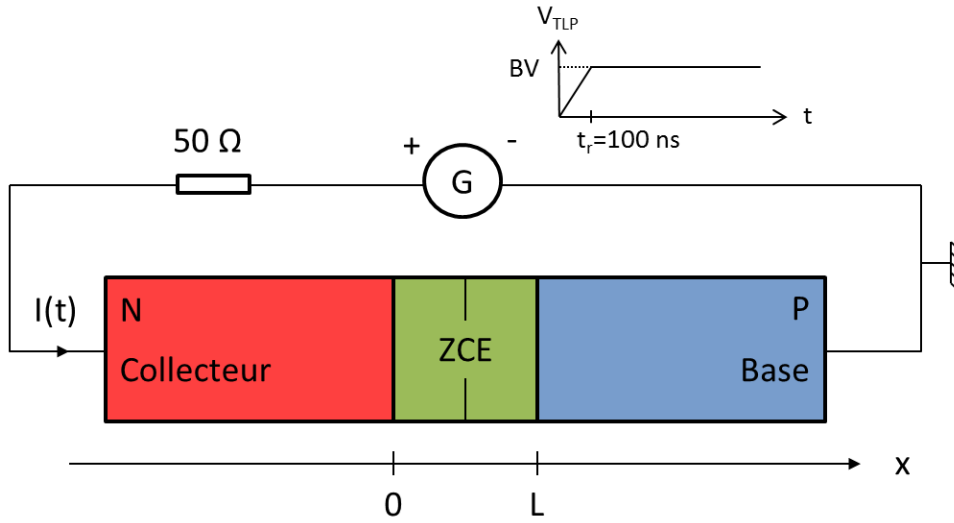 V_TLP
BV
t
t_r=100 ns
50 Ω
+
-
G
I(t)
N
P
Collecteur
ZCE
Base
x
0
L